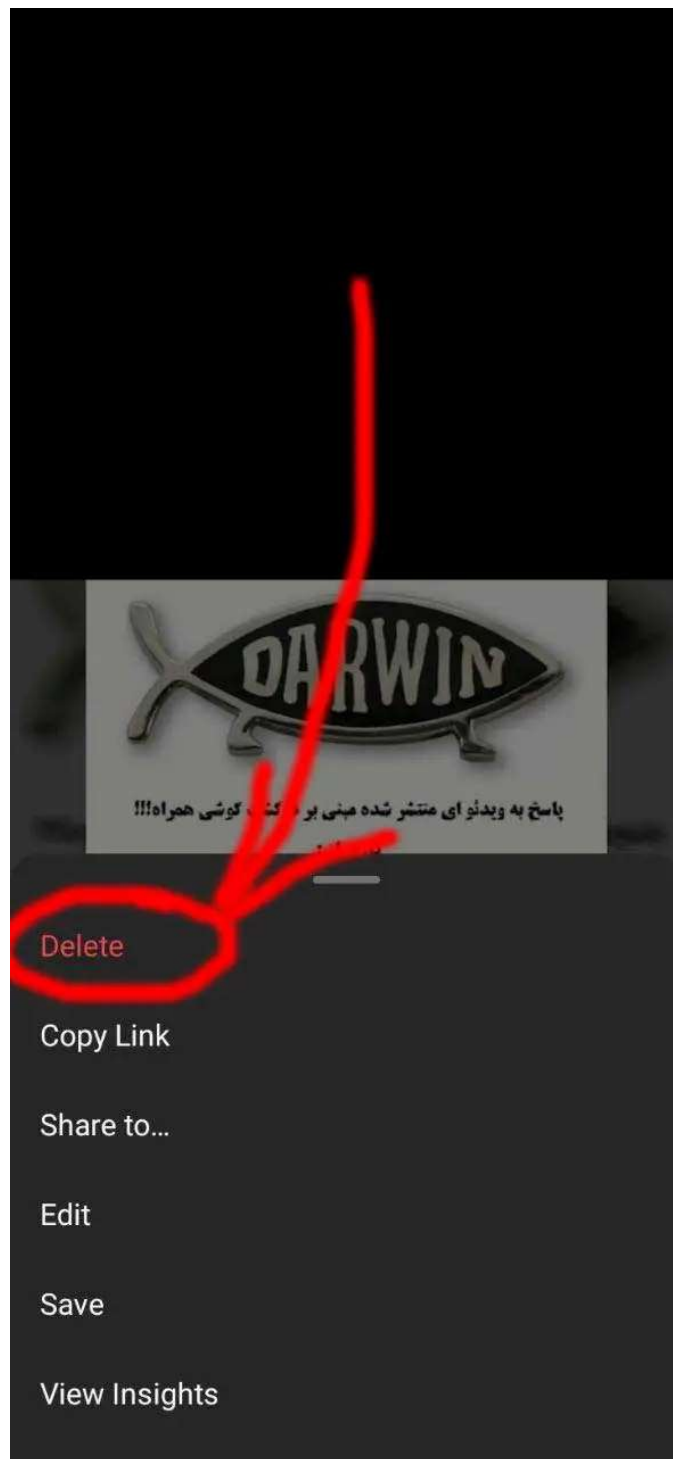 DARWIN
پاسخ به ویدئو ای منتشر شده مبنی بر کشف گوشی همراه!!!
Delete
Copy Link
Share to...
Edit
Save
View Insights